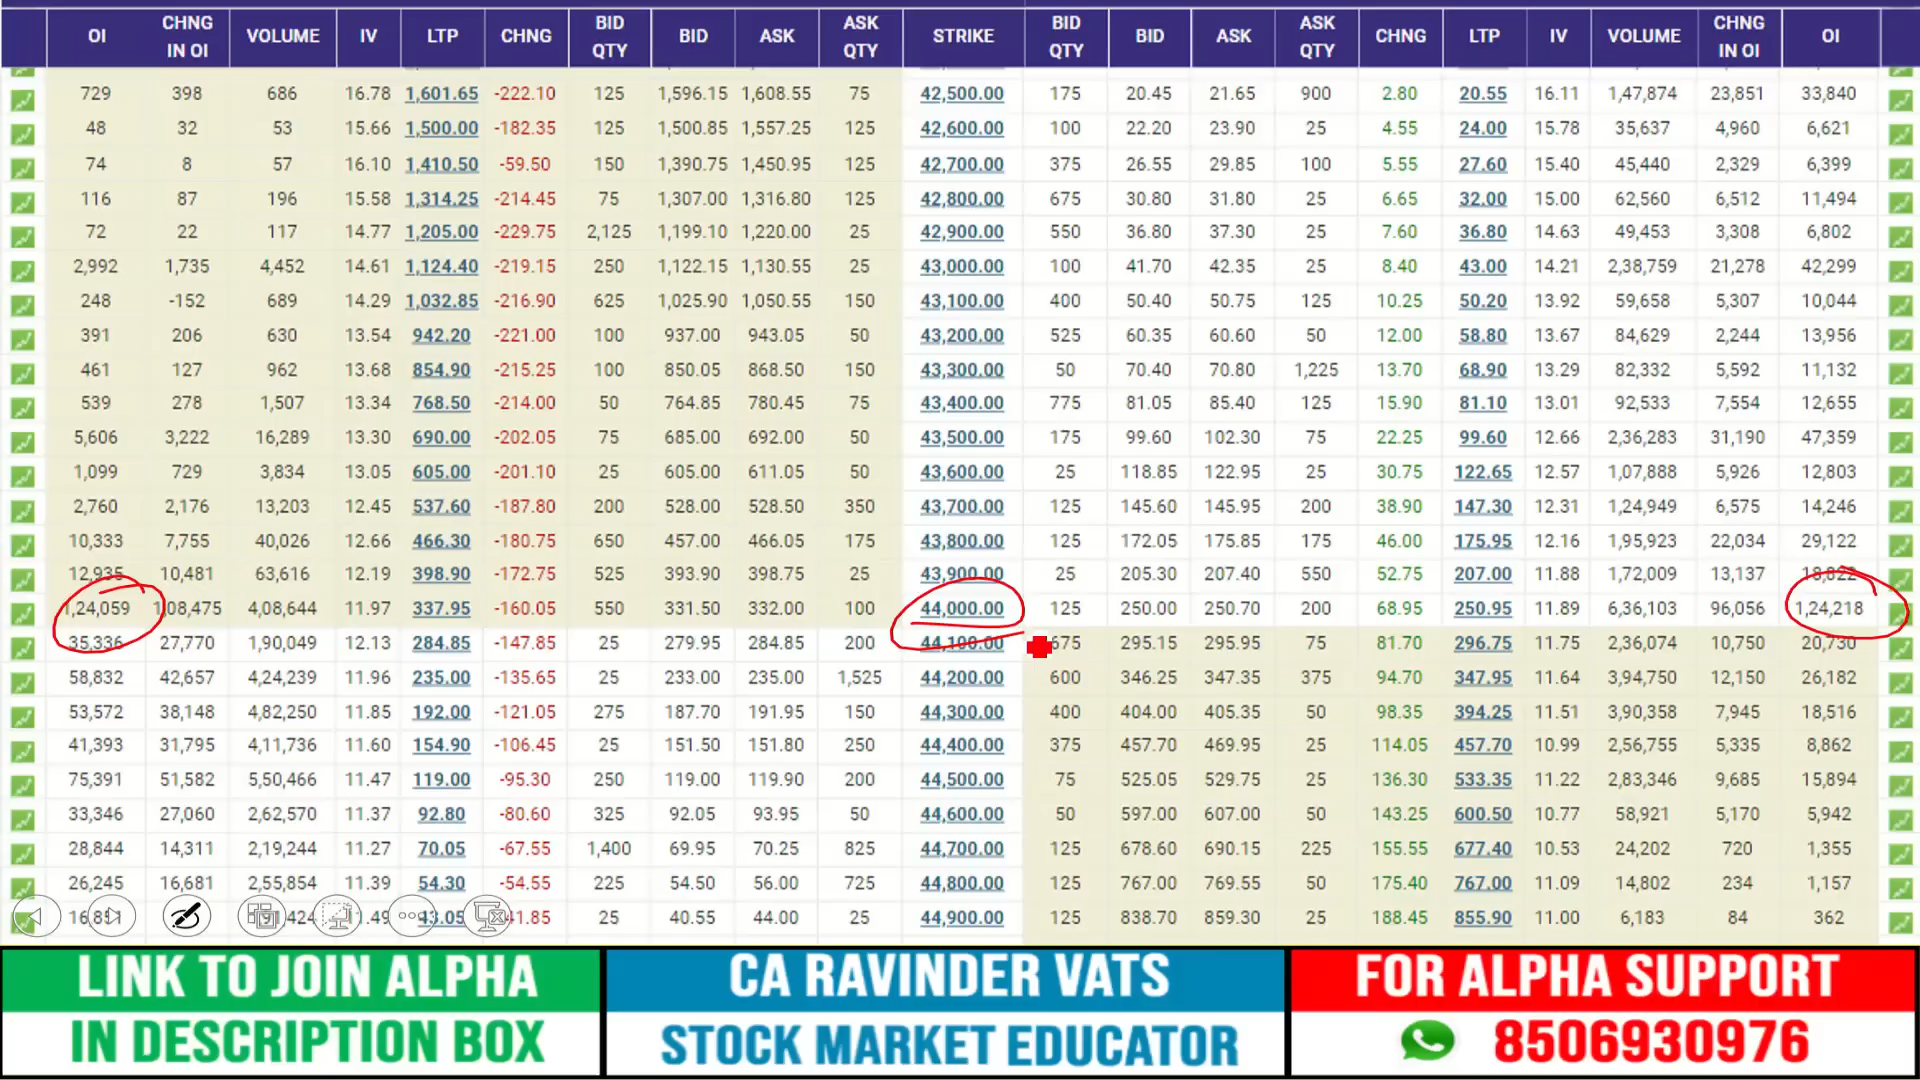 OI CHNG IN OI VOLUME IV LTP CHNG BID QTY BID ASK ASK QTY STRIKE BID QTY BID ASK ASK QTY CHNG LTP IV VOLUME CHNG IN OI OI
729 398 686 16.78 1,601.65 -222.10 125 1,596.15 1,608.55 75 42,500.00 175 20.45 21.65 900 2.80 20.55 16.11 1,47,874 23,851 33,840
48 32 53 15.66 1,500.00 -182.35 125 1,500.85 1,557.25 125 42,600.00 100 22.20 23.90 25 4.55 24.00 15.78 35,637 4,960 6,621
74 8 57 16.10 1,410.50 -59.50 150 1,390.75 1,450.95 125 42,700.00 375 26.55 29.85 100 5.55 27.60 15.40 45,440 2,329 6,399
116 87 196 15.58 1,314.25 -214.45 75 1,307.00 1,316.80 125 42,800.00 675 30.80 31.80 25 6.65 32.00 15.00 62,560 6,512 11,494
72 22 117 14.77 1,205.00 -229.75 2,125 1,199.10 1,220.00 25 42,900.00 550 36.80 37.30 25 7.60 36.80 14.63 49,453 3,308 6,802
2,992 1,735 4,452 14.61 1,124.40 -219.15 250 1,122.15 1,130.55 25 43,000.00 100 41.70 42.35 25 8.40 43.00 14.21 2,38,759 21,278 42,299
248 -152 689 14.29 1,032.85 -216.90 625 1,025.90 1,050.55 150 43,100.00 400 50.40 50.75 125 10.25 50.20 13.92 59,658 5,307 10,044
391 206 630 13.54 942.20 -221.00 100 937.00 943.05 50 43,200.00 525 60.35 60.60 50 12.00 58.80 13.67 84,629 2,244 13,956
461 127 962 13.68 854.90 -215.25 100 850.05 868.50 150 43,300.00 50 70.40 70.80 1,225 13.70 68.90 13.29 82,332 5,592 11,132
539 278 1,507 13.34 768.50 -214.00 50 764.85 780.45 75 43,400.00 775 81.05 85.40 125 15.90 81.10 13.01 92,533 7,554 12,655
5,606 3,222 16,289 13.30 690.00 -202.05 75 685.00 692.00 50 43,500.00 175 99.60 102.30 75 22.25 99.60 12.66 2,36,283 31,190 47,359
1,099 729 3,834 13.05 605.00 -201.10 25 605.00 611.05 50 43,600.00 25 118.85 122.95 25 30.75 122.65 12.57 1,07,888 5,926 12,803
2,760 2,176 13,203 12.45 537.60 -187.80 200 528.00 528.50 350 43,700.00 125 145.60 145.95 200 38.90 147.30 12.31 1,24,949 6,575 14,246
10,333 7,755 40,026 12.66 466.30 -180.75 650 457.00 466.05 175 43,800.00 125 172.05 175.85 175 46.00 175.95 12.16 1,95,923 22,034 29,122
12,935 10,481 63,616 12.19 398.90 -172.75 525 393.90 398.75 25 43,900.00 25 205.30 207.40 550 52.75 207.00 11.88 1,72,009 13,137
1,24,059 1,08,475 4,08,644 11.97 337.95 -160.05 550 331.50 332.00 100 44,000.00 125 250.00 250.70 200 68.95 250.95 11.89 6,36,103 96,056 1,24,218
35,336 27,770 1,90,049 12.13 284.85 -147.85 25 279.95 284.85 200 44,100.00 675 295.15 295.95 75 81.70 296.75 11.75 2,36,074 10,750 20,730
58,832 42,657 4,24,239 11.96 235.00 -135.65 25 233.00 235.00 1,525 44,200.00 600 346.25 347.35 375 94.70 347.95 11.64 3,94,750 12,150 26,182
53,572 38,148 4,82,250 11.85 192.00 -121.05 275 187.70 191.95 150 44,300.00 400 404.00 405.35 50 98.35 394.25 11.51 3,90,358 7,945 18,516
41,393 31,795 4,11,736 11.60 154.90 -106.45 25 151.50 151.80 250 44,400.00 375 457.70 469.95 25 114.05 457.70 10.99 2,56,755 5,335 8,862
75,391 51,582 5,50,466 11.47 119.00 -95.30 250 119.00 119.90 200 44,500.00 75 525.05 529.75 25 136.30 533.35 11.22 2,83,346 9,685 15,894
33,346 27,060 2,62,570 11.37 92.80 -80.60 325 92.05 93.95 50 44,600.00 50 597.00 607.00 50 143.25 600.50 10.77 58,921 5,170 5,942
28,844 14,311 2,19,244 11.27 70.05 -67.55 1,400 69.95 70.25 825 44,700.00 125 678.60 690.15 225 155.55 677.40 10.53 24,202 720 1,355
26,245 16,681 2,55,854 11.39 54.30 -54.55 225 54.50 56.00 725 44,800.00 125 767.00 769.55 50 175.40 767.00 11.09 14,802 234 1,157
43.05 25 40.55 44.00 25 44,900.00 125 838.70 859.30 25 188.45 855.90 11.00 6,183 84 362
LINK TO JOIN ALPHA
IN DESCRIPTION BOX
CA RAVINDER VATS
STOCK MARKET EDUCATOR
FOR ALPHA SUPPORT
8506930976